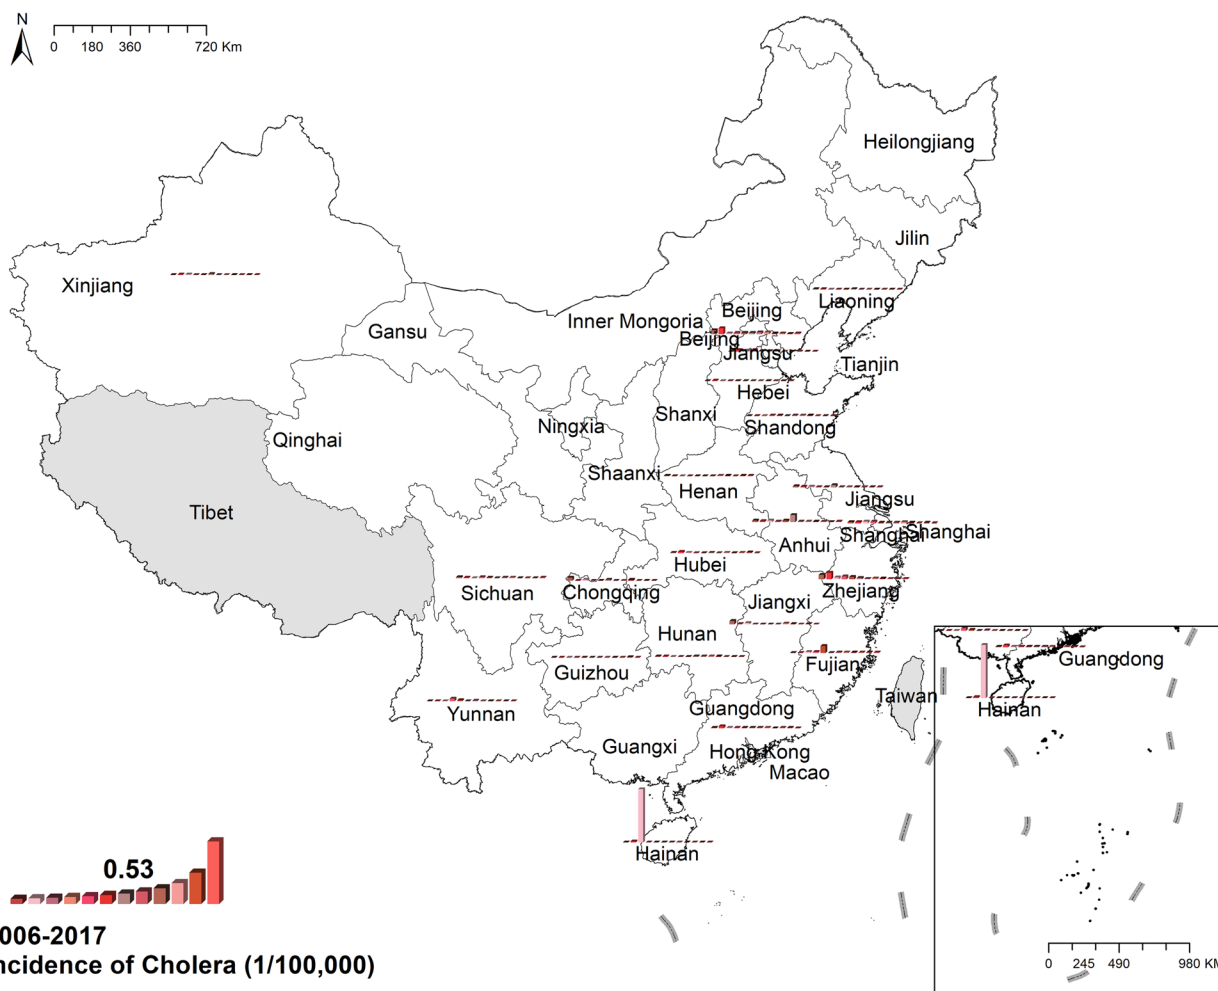 N
0 180 360 720 Km
Heilongjiang
Jilin
Xinjiang
Liaoning
Beijing
Inner Mongoria
Gansu
Beijing
Jiangsu
Tianjin
Hebei
Shanxi
Ningxia
Shandong
Qinghai
Shaanxi
Henan
Jiangsu
Tibet
Shanghai
Shanghai
Anhui
Hubei
Sichuan
Chongqing
Zhejiang
Jiangxi
Hunan
Fujian
Guizhou
Guangdong
Taiwan
Yunnan
Guangdong
Hainan
Guangxi
Hong Kong
Macao
Hainan
0.53
006-2017
ncidence of Cholera (1/100,000)
0 245 490 980 KM